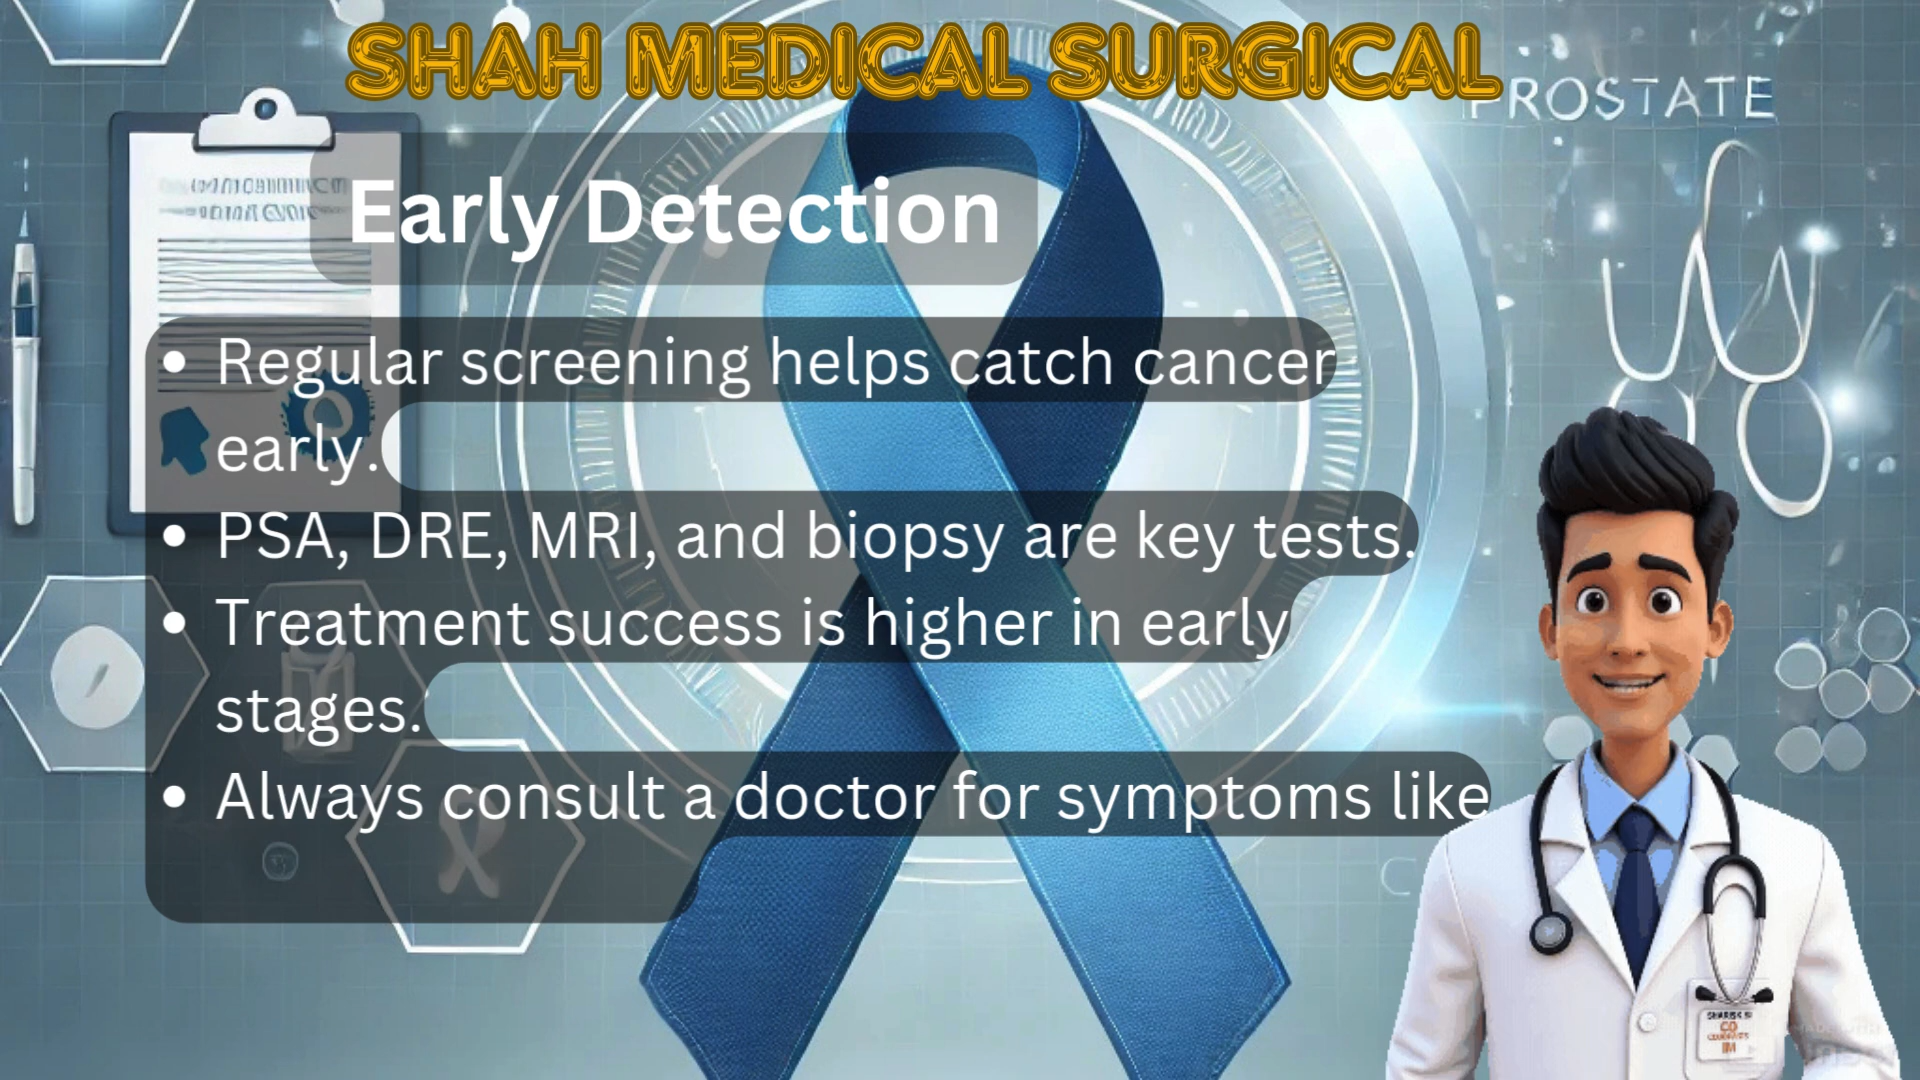 SHAH MEDICAL SURGICAL
PROSTATE
Early Detection
• Regular screening helps catch cancer
early.
• PSA, DRE, MRI, and biopsy are key tests.
• Treatment success is higher in early
stages.
• Always consult a doctor for symptoms like
CO